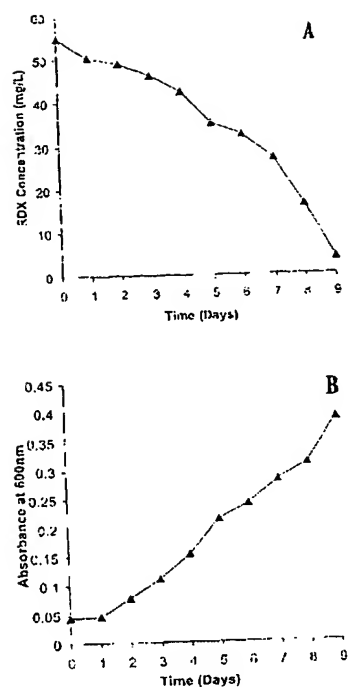 A
60
50
40
30
20
10
0
RDX Concentration (mg/L)
0 1 2 3 4 5 6 7 8 9
Time (Days)
B
0.45
0.4
0.35
0.3
0.25
0.2
0.15
0.1
0.05
0
Absorbance at 600nm
0 1 2 3 4 5 6 7 8 9
Time (Days)